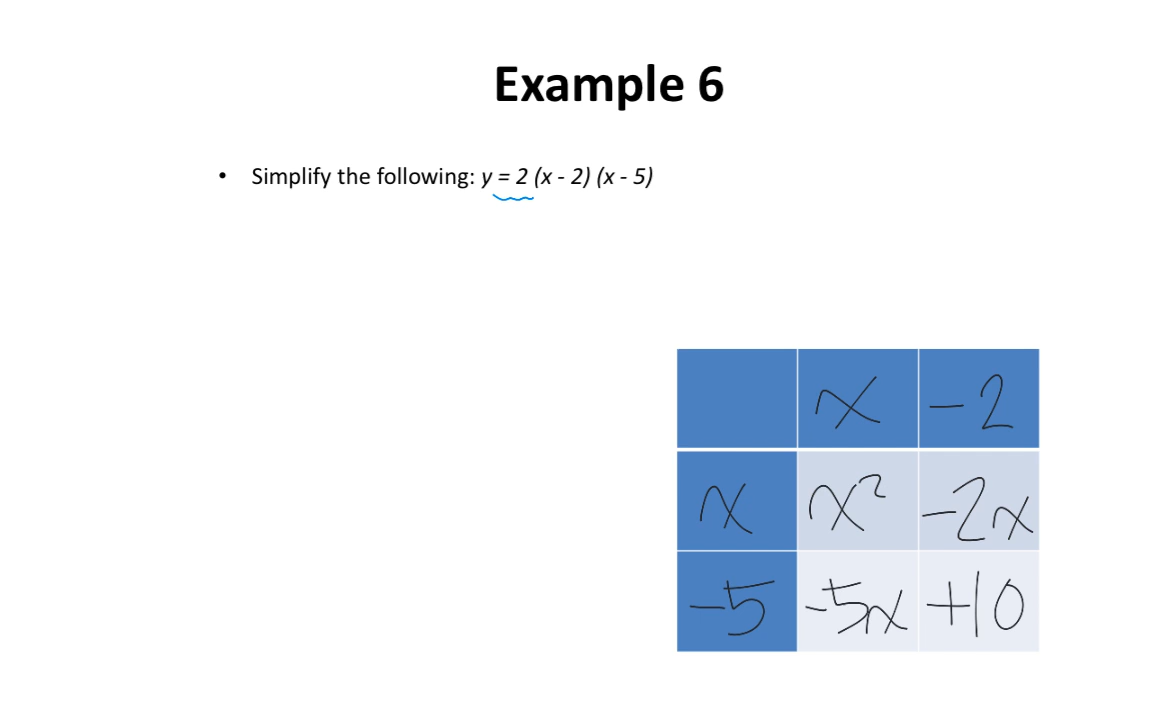 Example 6
• Simplify the following: y = 2 (x - 2) (x - 5)
x -2
x x² -2x
-5 -5x +10